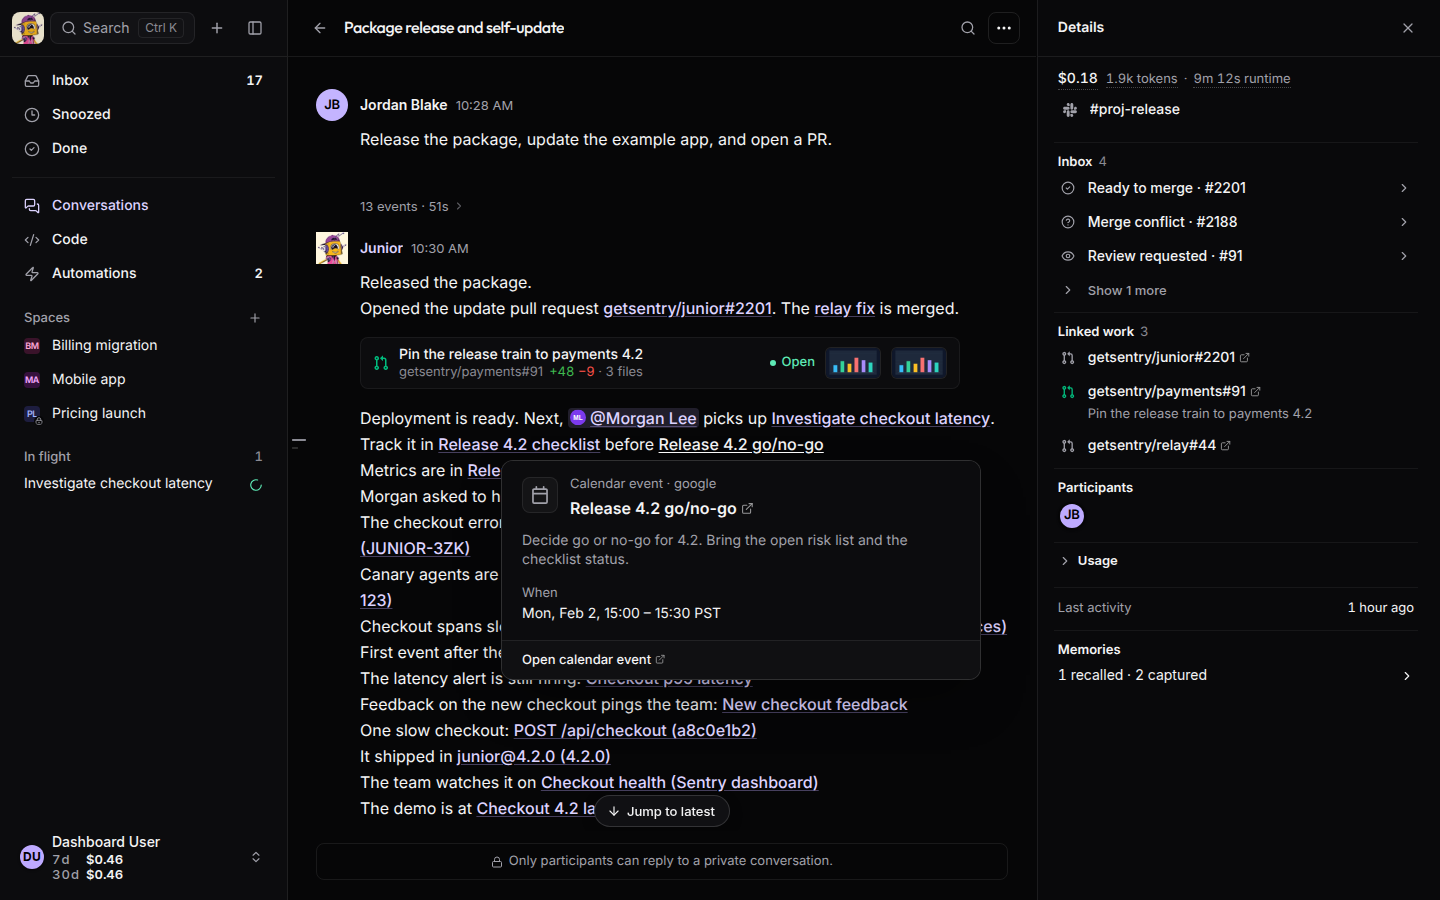 Search Ctrl K
Inbox 17
Snoozed
Done
Conversations
Code
Automations 2
Spaces
BM Billing migration
MA Mobile app
PL Pricing launch
In flight 1
Investigate checkout latency
DU Dashboard User
7d $0.46
30d $0.46
Package release and self-update
JB Jordan Blake 10:28 AM
Release the package, update the example app, and open a PR.
13 events · 51s
Junior 10:30 AM
Released the package.
Opened the update pull request getsentry/junior#2201. The relay fix is merged.
Pin the release train to payments 4.2
getsentry/payments#91 +48 −9 · 3 files
Open
Deployment is ready. Next, ML @Morgan Lee picks up Investigate checkout latency.
Track it in Release 4.2 checklist before Release 4.2 go/no-go
Metrics are in Rele
Morgan asked to h
The checkout error
(JUNIOR-3ZK)
Canary agents are
123)
Checkout spans slo
ces)
First event after the
The latency alert is still firing: Checkout p95 latency
Feedback on the new checkout pings the team: New checkout feedback
One slow checkout: POST /api/checkout (a8c0e1b2)
It shipped in junior@4.2.0 (4.2.0)
The team watches it on Checkout health (Sentry dashboard)
The demo is at Checkout 4.2 la
Calendar event · google
Release 4.2 go/no-go
Decide go or no-go for 4.2. Bring the open risk list and the
checklist status.
When
Mon, Feb 2, 15:00 – 15:30 PST
Open calendar event
Jump to latest
Only participants can reply to a private conversation.
Details
$0.18 1.9k tokens · 9m 12s runtime
#proj-release
Inbox 4
Ready to merge · #2201
Merge conflict · #2188
Review requested · #91
Show 1 more
Linked work 3
getsentry/junior#2201
getsentry/payments#91
Pin the release train to payments 4.2
getsentry/relay#44
Participants
JB
Usage
Last activity 1 hour ago
Memories
1 recalled · 2 captured